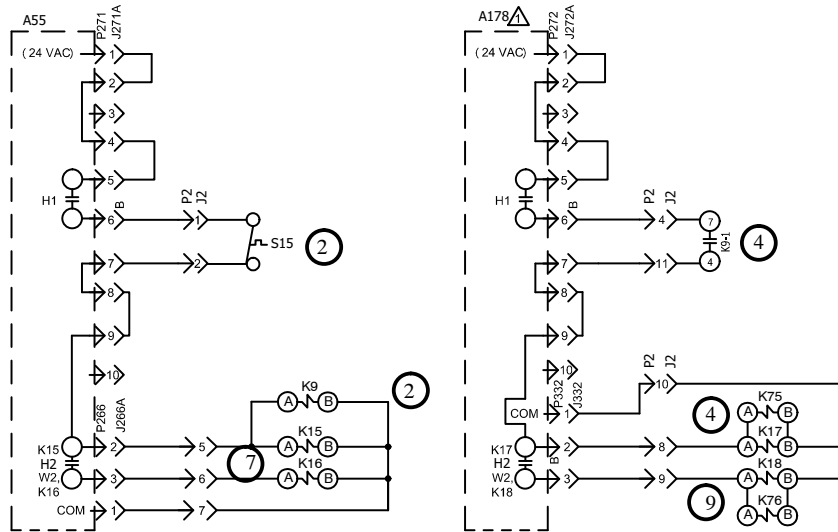 A55
P271
J271A
( 24 VAC)
1
2
3
4
5
H1
6
B
P2
J2
1
S15
2
7
2
8
9
10
P266
J266A
K9
A
B
2
K15
2
5
K15
A
B
H2
7
W2,
K16
3
6
K16
A
B
COM
1
7
A178
1
P272
J272A
( 24 VAC)
1
2
3
4
5
H1
6
B
P2
J2
4
7
K9-1
4
7
11
4
8
9
10
P332
J332
P2
J2
10
COM
1
K75
A
B
4
K17
2
8
K17
A
B
H2
B
W2,
K18
3
9
K18
A
B
9
K76
A
B